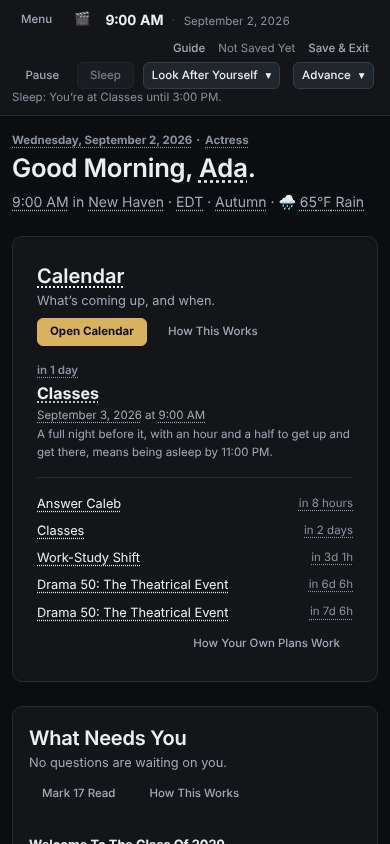 Menu 🎬 9:00 AM · September 2, 2026
Guide Not Saved Yet Save & Exit
Pause Sleep Look After Yourself ▾ Advance ▾
Sleep: You're at Classes until 3:00 PM.
Wednesday, September 2, 2026 · Actress
Good Morning, Ada.
9:00 AM in New Haven · EDT · Autumn · 🌧️ 65°F Rain
Calendar
What's coming up, and when.
Open Calendar How This Works
in 1 day
Classes
September 3, 2026 at 9:00 AM
A full night before it, with an hour and a half to get up and
get there, means being asleep by 11:00 PM.
Answer Caleb in 8 hours
Classes in 2 days
Work-Study Shift in 3d 1h
Drama 50: The Theatrical Event in 6d 6h
Drama 50: The Theatrical Event in 7d 6h
How Your Own Plans Work
What Needs You
No questions are waiting on you.
Mark 17 Read How This Works
Welcome To The Class Of 2029